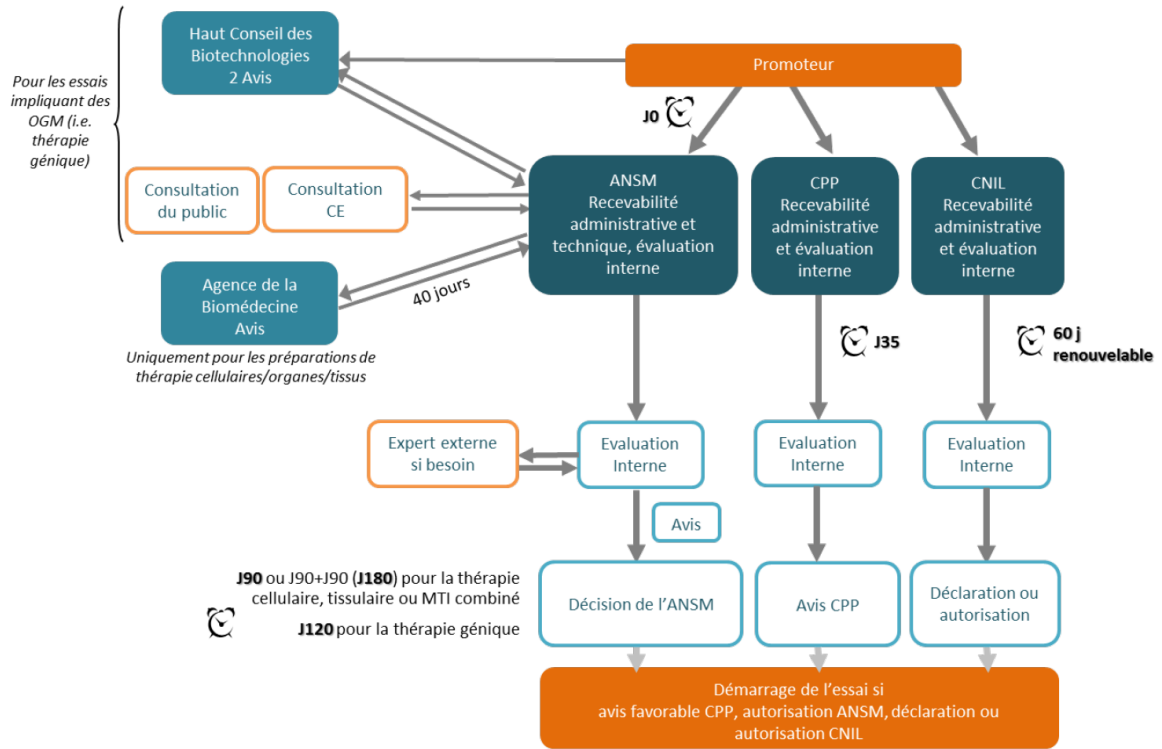 Haut Conseil des
Biotechnologies
2 Avis
Promoteur
Pour les essais
impliquant des
OGM (i.e.
thérapie
génique)
J0
Consultation
du public
Consultation
CE
ANSM
Recevabilité
administrative et
technique, évaluation
interne
CPP
Recevabilité
administrative
et évaluation
interne
CNIL
Recevabilité
administrative
et évaluation
interne
Agence de la
Biomédecine
Avis
40 jours
Uniquement pour les préparations de
thérapie cellulaires/organes/tissus
J35
60 j
renouvelable
Expert externe
si besoin
Evaluation
Interne
Evaluation
Interne
Evaluation
Interne
Avis
J90 ou J90+J90 (J180) pour la thérapie
cellulaire, tissulaire ou MTI combiné
J120 pour la thérapie génique
Décision de l'ANSM
Avis CPP
Déclaration ou
autorisation
Démarrage de l'essai si
avis favorable CPP, autorisation ANSM, déclaration ou
autorisation CNIL